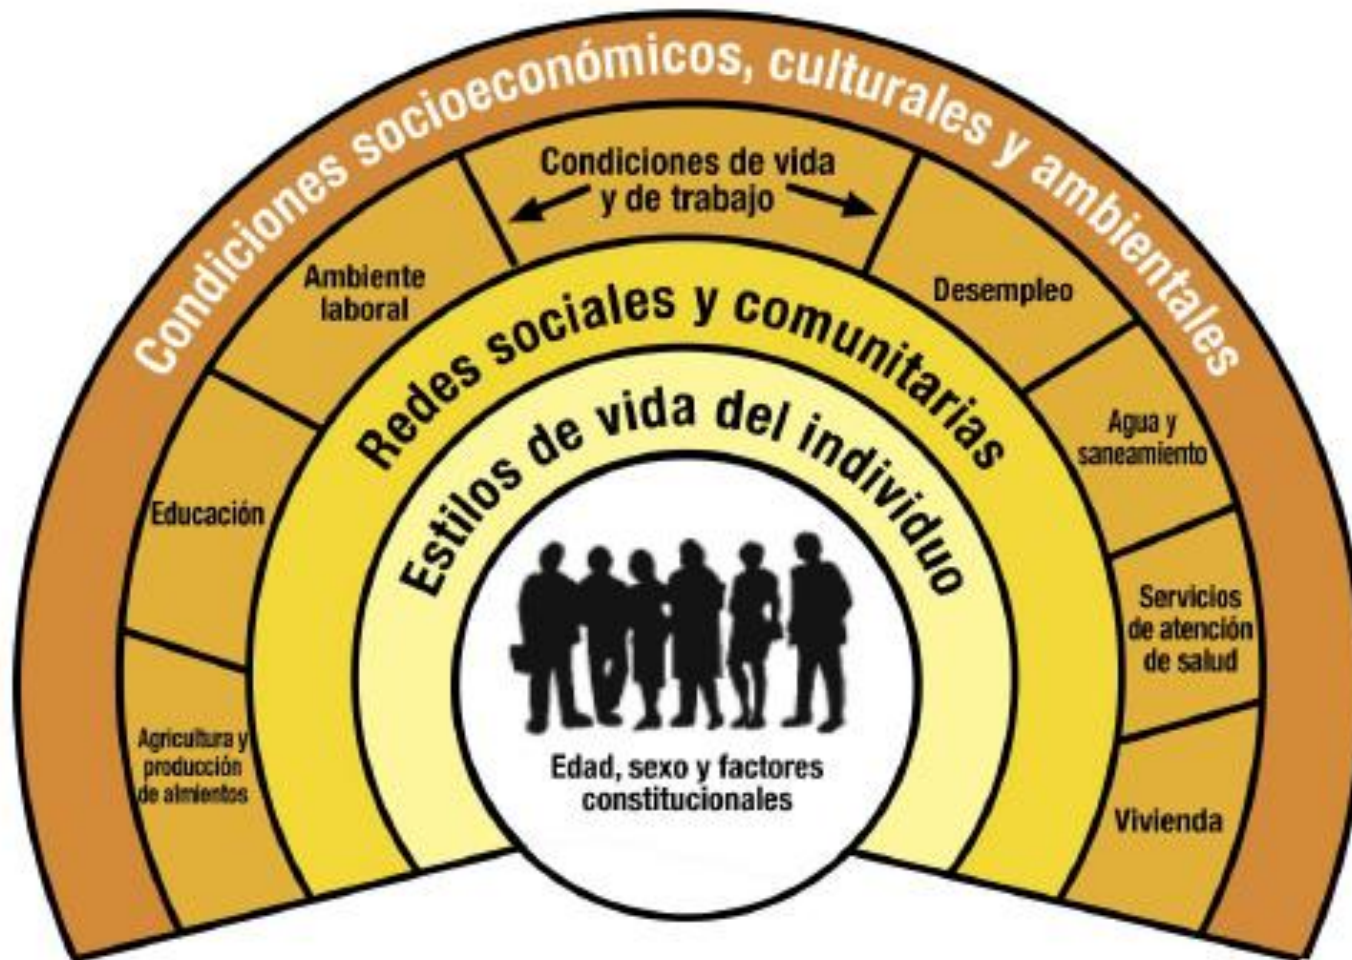 Condiciones socioeconómicos, culturales y ambientales
Condiciones de vida
y de trabajo
Ambiente
laboral
Desempleo
Educación
Agua y
saneamiento
Agricultura y
producción
de almientos
Servicios
de atención
de salud
Vivienda
Redes sociales y comunitarias
Estilos de vida del individuo
Edad, sexo y factores
constitucionales